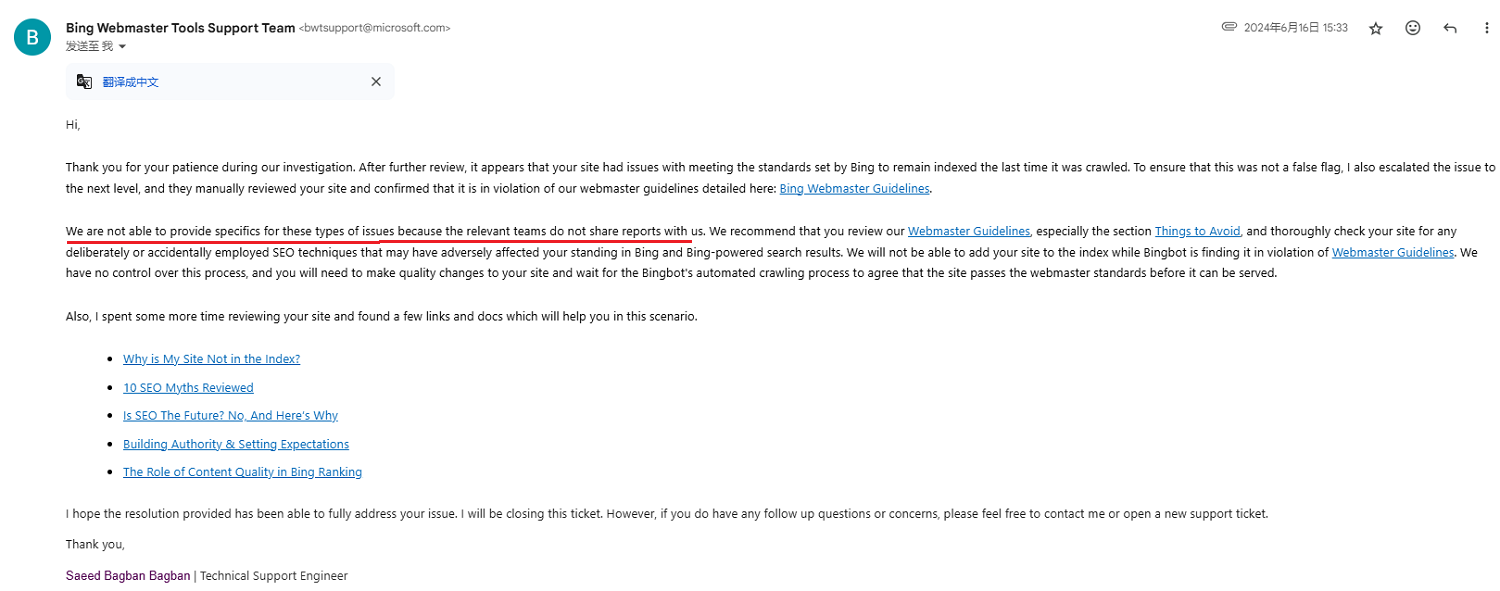 B
Bing Webmaster Tools Support Team <bwtsupport@microsoft.com>
2024年6月16日 15:33
发送至 我
翻译成中文
Hi,
Thank you for your patience during our investigation. After further review, it appears that your site had issues with meeting the standards set by Bing to remain indexed the last time it was crawled. To ensure that this was not a false flag, I also escalated the issue to
the next level, and they manually reviewed your site and confirmed that it is in violation of our webmaster guidelines detailed here: Bing Webmaster Guidelines.
We are not able to provide specifics for these types of issues because the relevant teams do not share reports with us. We recommend that you review our Webmaster Guidelines, especially the section Things to Avoid, and thoroughly check your site for any
deliberately or accidentally employed SEO techniques that may have adversely affected your standing in Bing and Bing-powered search results. We will not be able to add your site to the index while Bingbot is finding it in violation of Webmaster Guidelines. We
have no control over this process, and you will need to make quality changes to your site and wait for the Bingbot's automated crawling process to agree that the site passes the webmaster standards before it can be served.
Also, I spent some more time reviewing your site and found a few links and docs which will help you in this scenario.
• Why is My Site Not in the Index?
• 10 SEO Myths Reviewed
• Is SEO The Future? No, And Here's Why
• Building Authority & Setting Expectations
• The Role of Content Quality in Bing Ranking
I hope the resolution provided has been able to fully address your issue. I will be closing this ticket. However, if you do have any follow up questions or concerns, please feel free to contact me or open a new support ticket.
Thank you,
Saeed Bagban Bagban | Technical Support Engineer